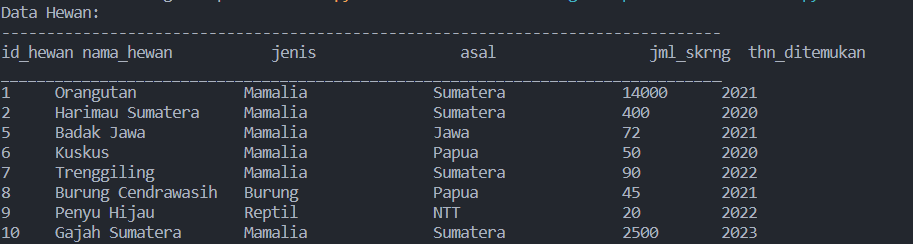 Data Hewan:
--------------------------------------------------------------------------------
id_hewan nama_hewan jenis asal jml_skrng thn_ditemukan
________________________________________________________________________________
1 Orangutan Mamalia Sumatera 14000 2021
2 Harimau Sumatera Mamalia Sumatera 400 2020
5 Badak Jawa Mamalia Jawa 72 2021
6 Kuskus Mamalia Papua 50 2020
7 Trenggiling Mamalia Sumatera 90 2022
8 Burung Cendrawasih Burung Papua 45 2021
9 Penyu Hijau Reptil NTT 20 2022
10 Gajah Sumatera Mamalia Sumatera 2500 2023